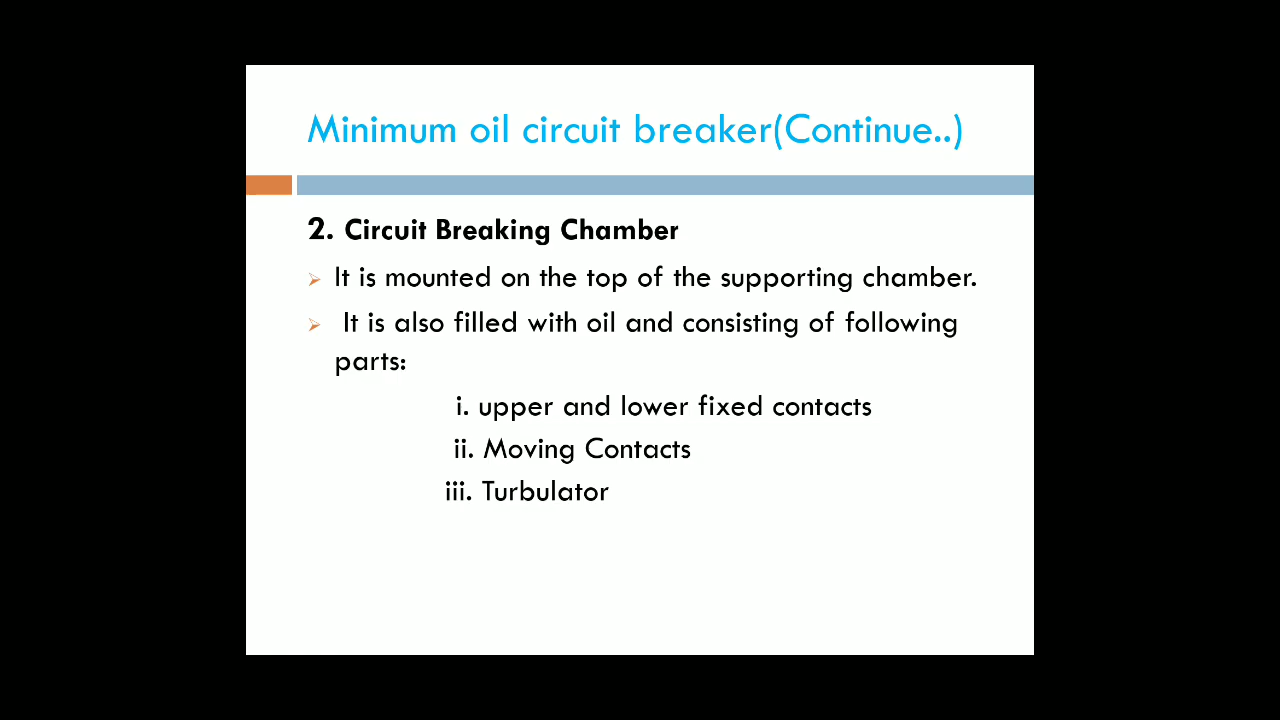 Minimum oil circuit breaker(Continue..)
2. Circuit Breaking Chamber
It is mounted on the top of the supporting chamber.
It is also filled with oil and consisting of following
parts:
i. upper and lower fixed contacts
ii. Moving Contacts
iii. Turbulator